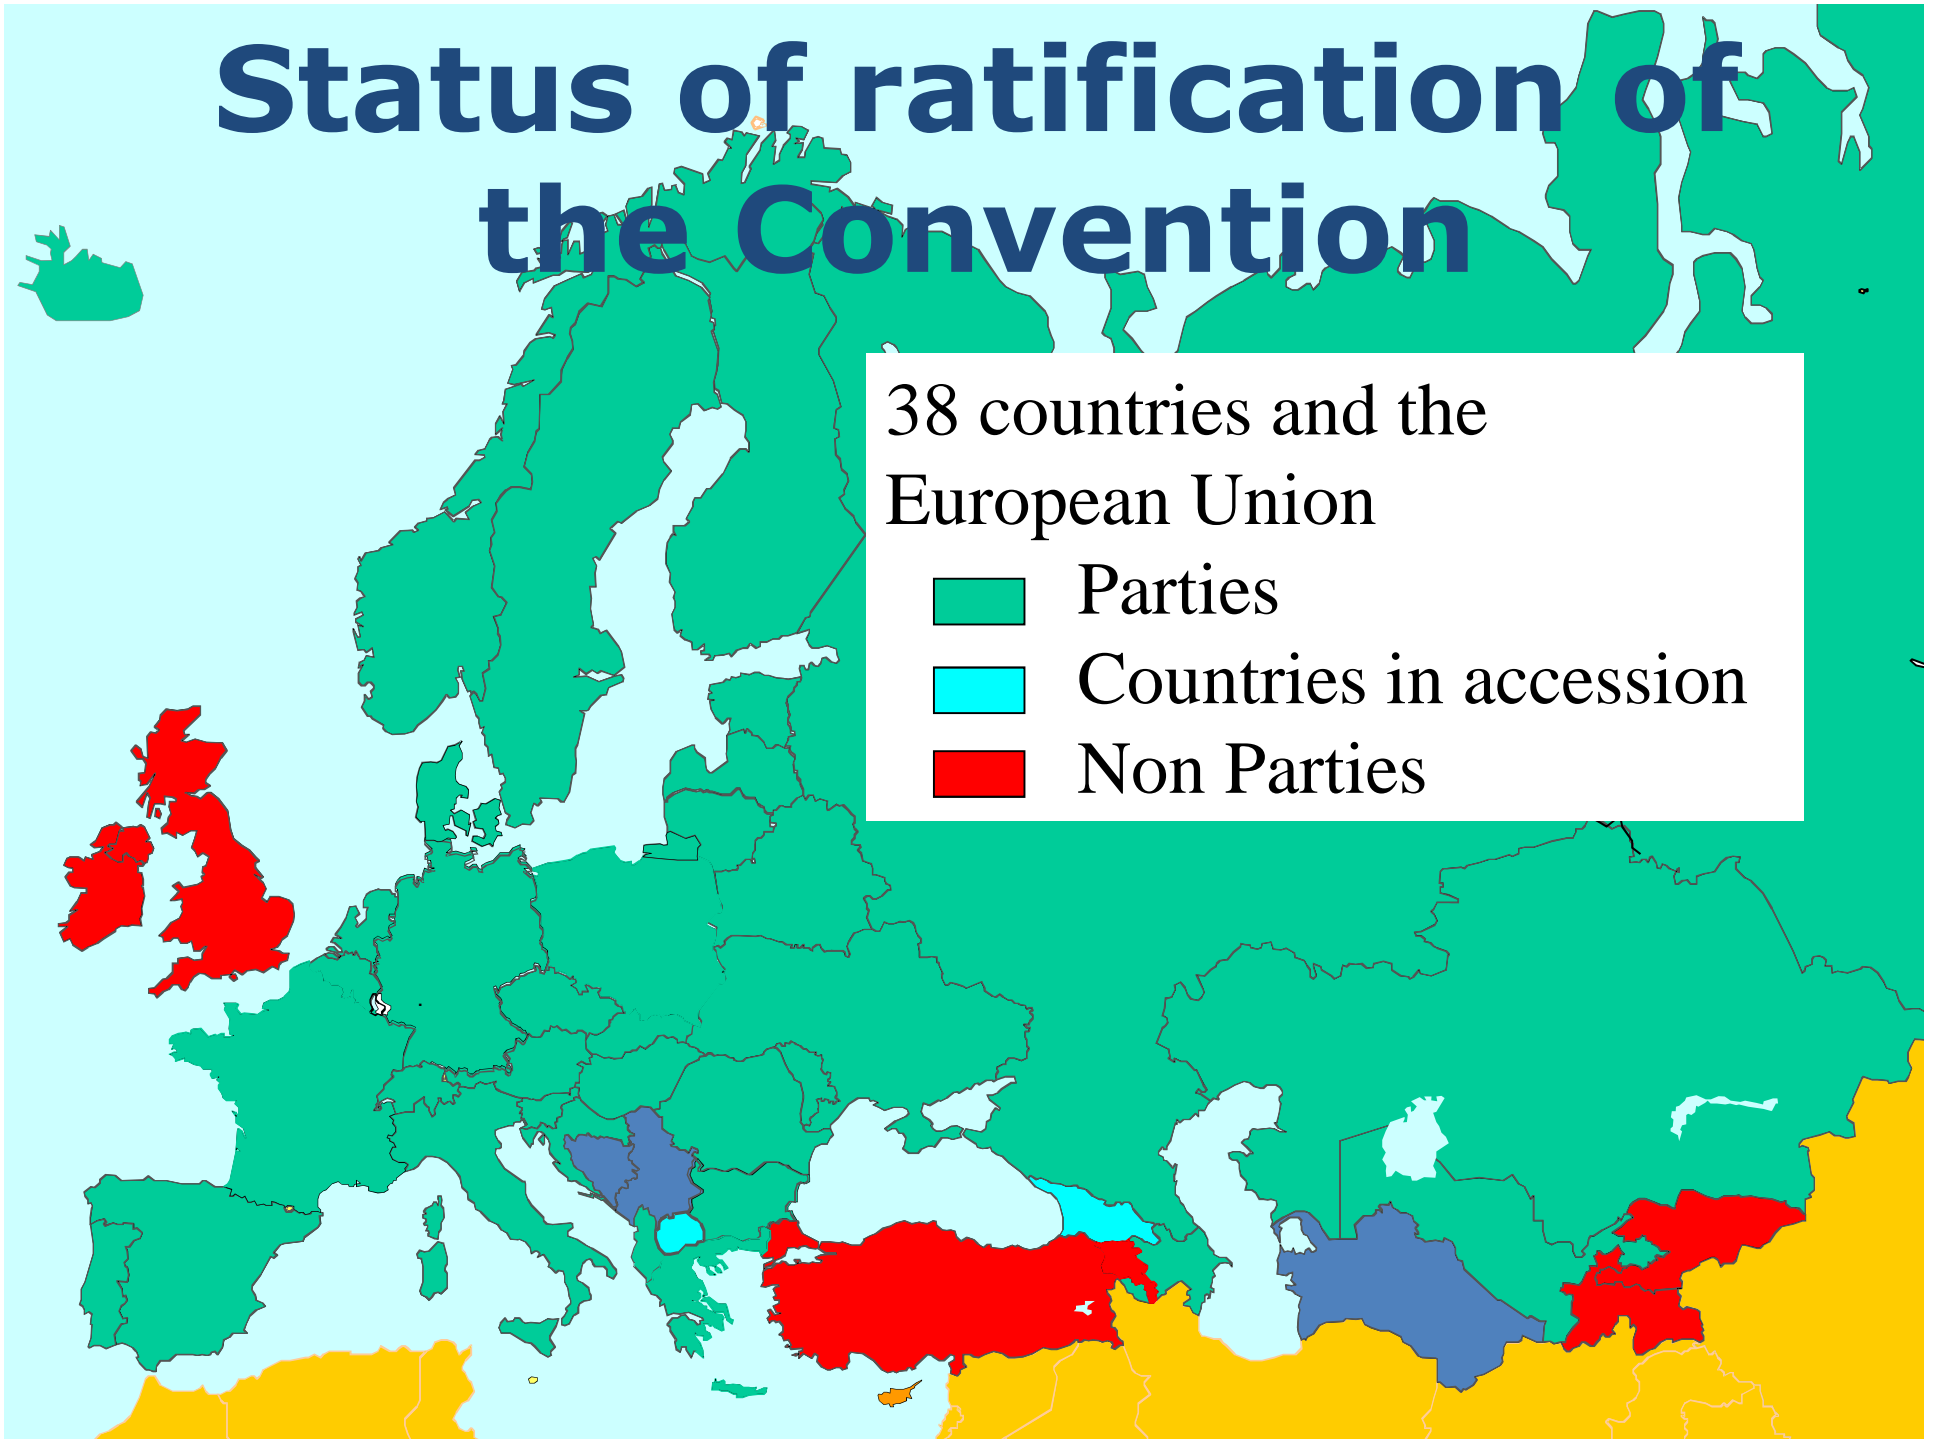 Status of ratification of
the Convention
38 countries and the
European Union
Parties
Countries in accession
Non Parties